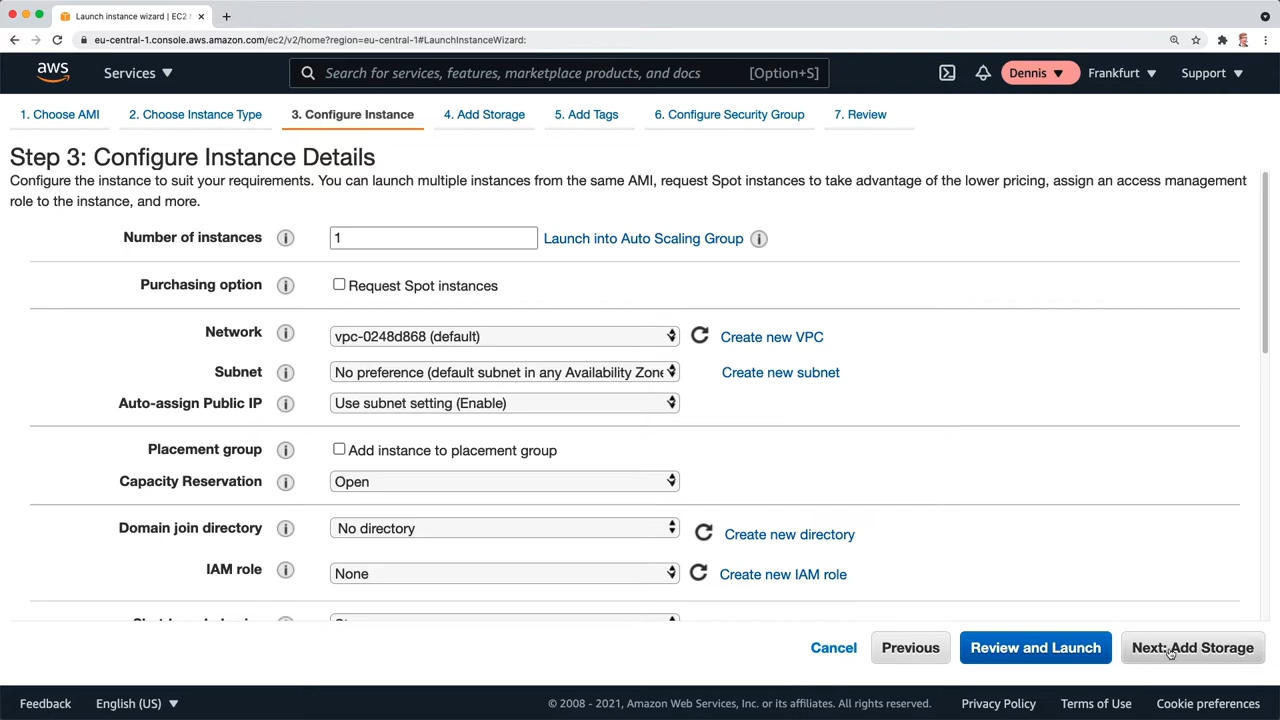 Launch instance wizard | EC2
eu-central-1.console.aws.amazon.com/ec2/v2/home?region=eu-central-1#LaunchInstanceWizard:
aws
Services
Search for services, features, marketplace products, and docs
[Option+S]
Dennis
Frankfurt
Support
1. Choose AMI
2. Choose Instance Type
3. Configure Instance
4. Add Storage
5. Add Tags
6. Configure Security Group
7. Review
Step 3: Configure Instance Details
Configure the instance to suit your requirements. You can launch multiple instances from the same AMI, request Spot instances to take advantage of the lower pricing, assign an access management
role to the instance, and more.
Number of instances
1
Launch into Auto Scaling Group
Purchasing option
Request Spot instances
Network
vpc-0248d868 (default)
Create new VPC
Subnet
No preference (default subnet in any Availability Zone
Create new subnet
Auto-assign Public IP
Use subnet setting (Enable)
Placement group
Add instance to placement group
Capacity Reservation
Open
Domain join directory
No directory
Create new directory
IAM role
None
Create new IAM role
Cancel
Previous
Review and Launch
Next: Add Storage
Feedback
English (US)
© 2008 - 2021, Amazon Web Services, Inc. or its affiliates. All rights reserved.
Privacy Policy
Terms of Use
Cookie preferences